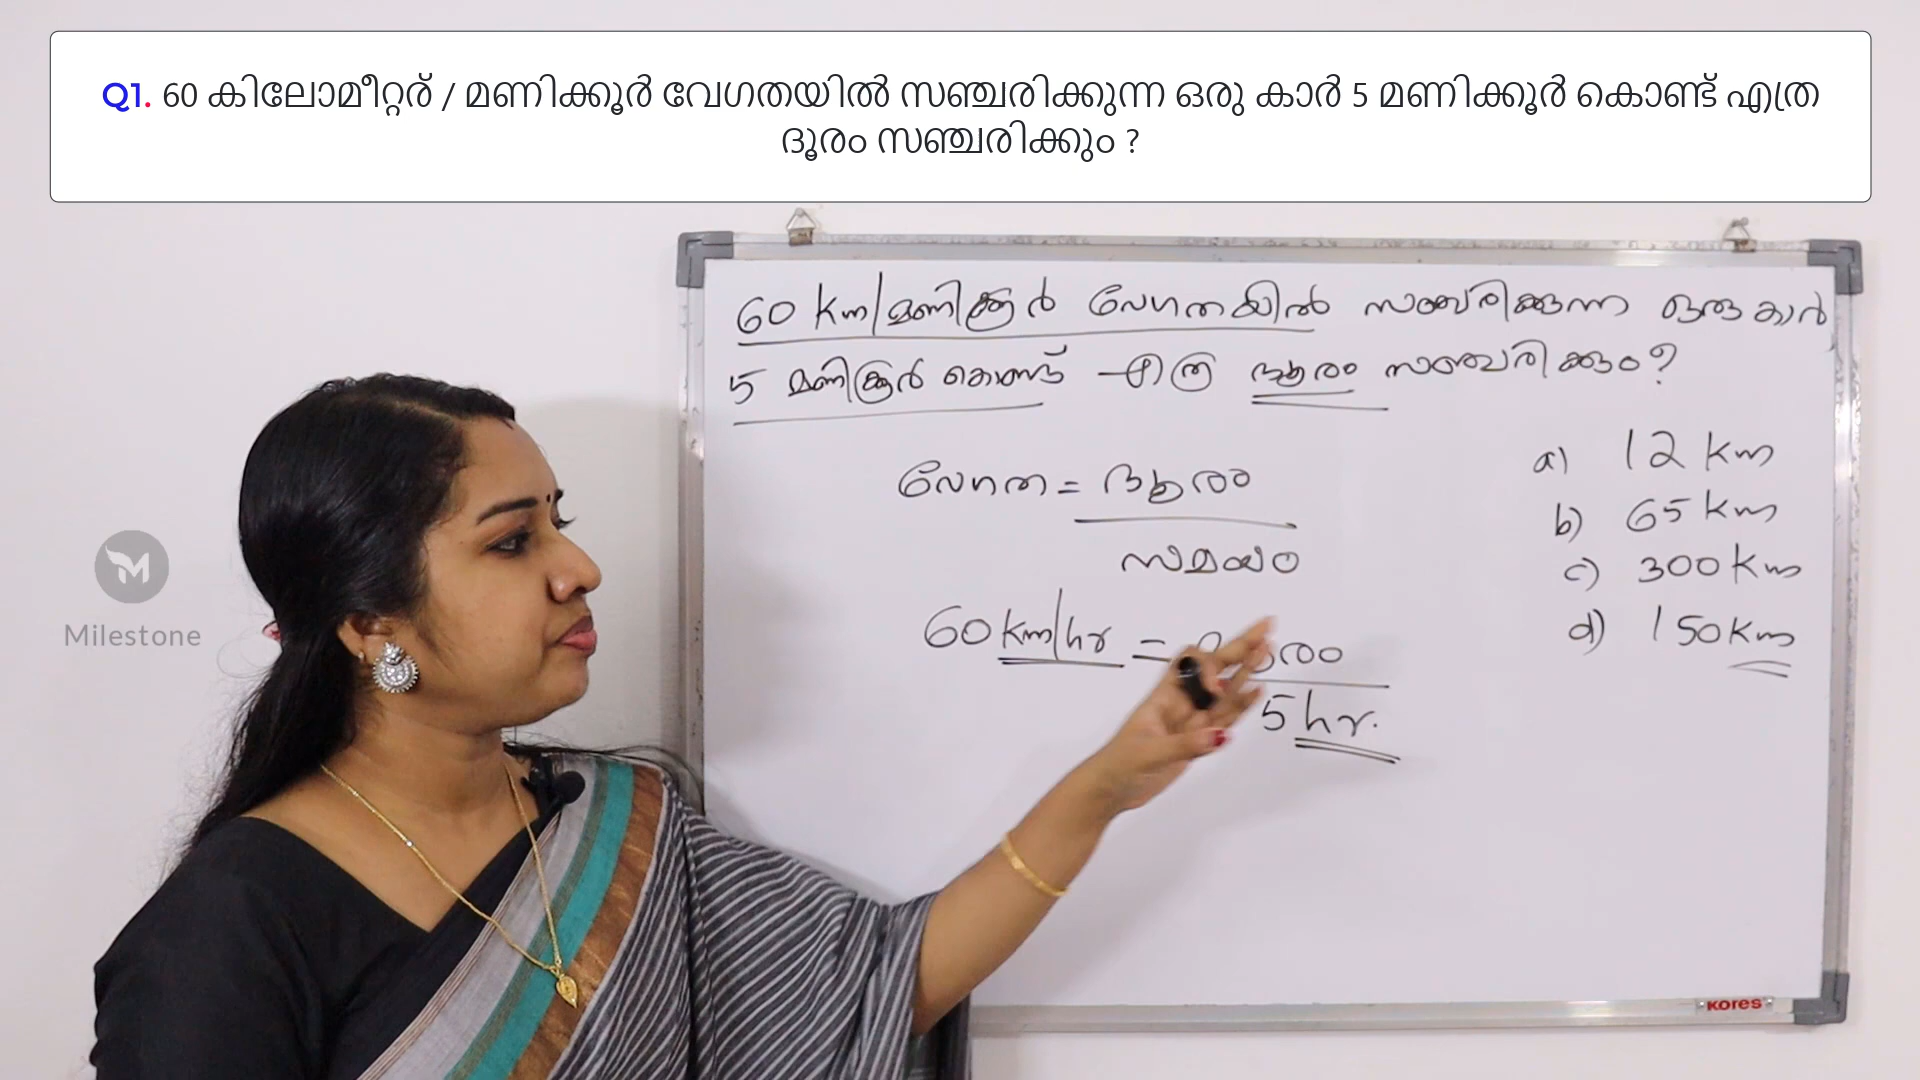 Q1. 60 കിലോമീറ്റര് / മണിക്കൂർ വേഗതയിൽ സഞ്ചരിക്കുന്ന ഒരു കാർ 5 മണിക്കൂർ കൊണ്ട് എത്ര
ദൂരം സഞ്ചരിക്കും ?
60 km/മണിക്കൂർ വേഗതയിൽ സഞ്ചരിക്കുന്ന ഒരു കാർ
5 മണിക്കൂർ കൊണ്ട് എത്ര ദൂരം സഞ്ചരിക്കും?
വേഗത = ദൂരം
സമയം
60 km/hr = ദൂരം
5 hr.
a) 12 km
b) 65 km
c) 300 km
d) 150 km
M
Milestone
KORES